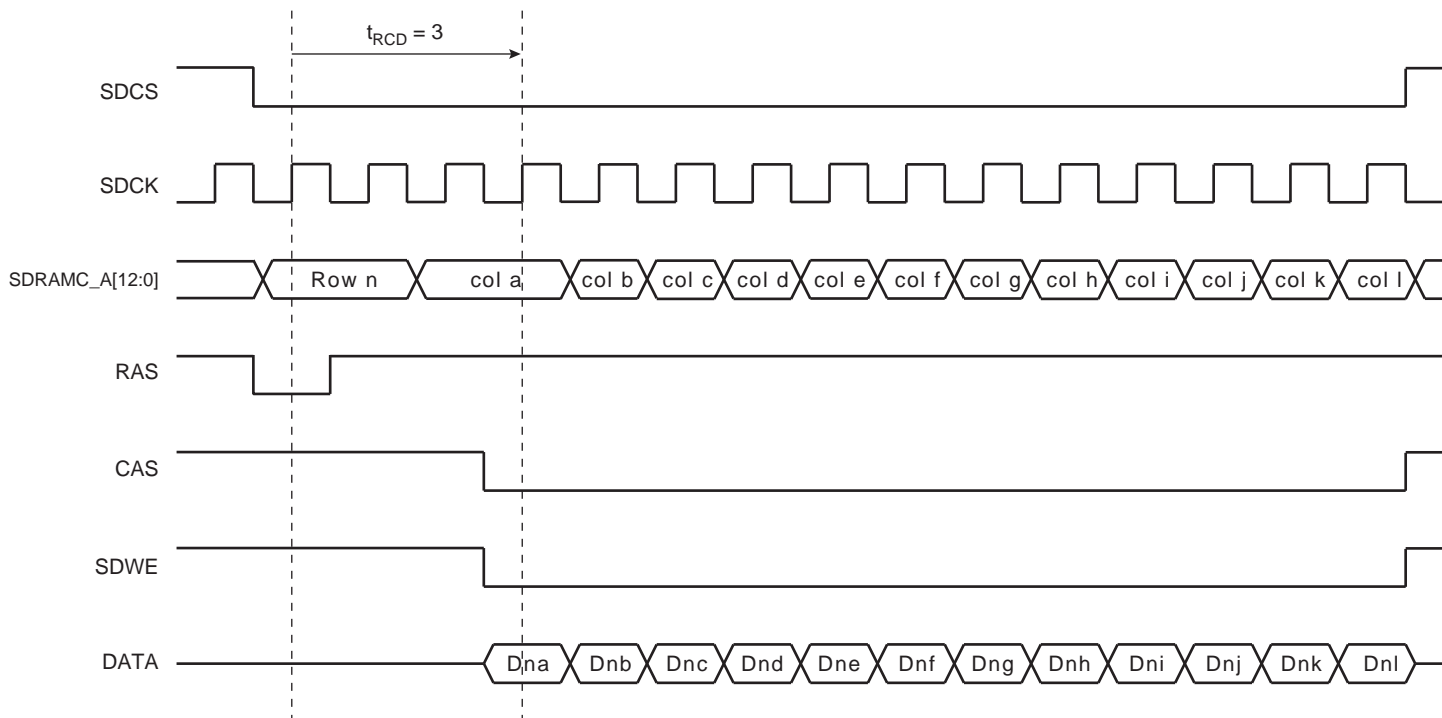 tRCD = 3
SDCS
SDCK
SDRAMC_A[12:0] Row n col a col b col c col d col e col f col g col h col i col j col k col l
RAS
CAS
SDWE
DATA Dna Dnb Dnc Dnd Dne Dnf Dng Dnh Dni Dnj Dnk Dnl